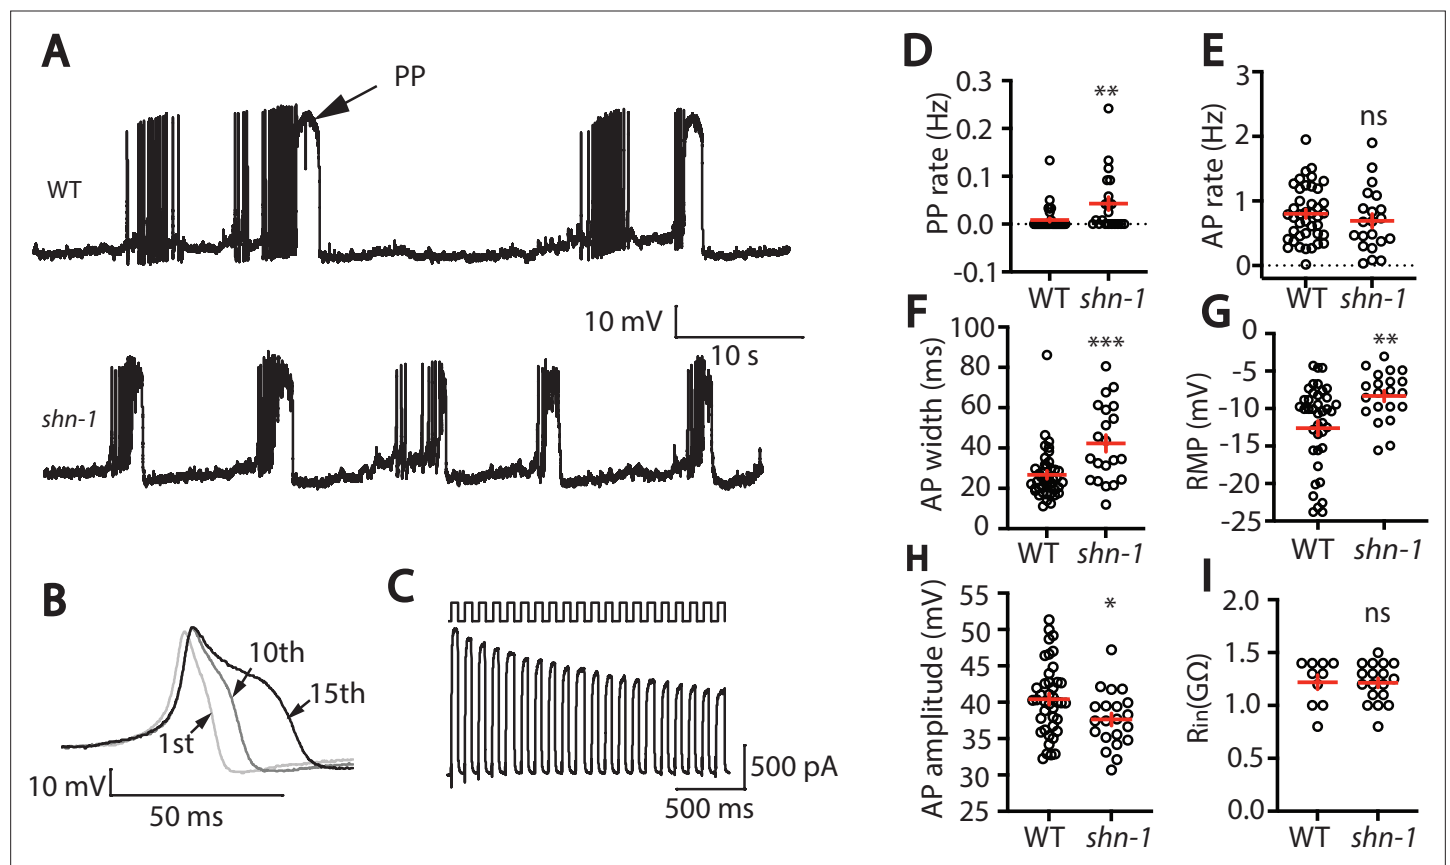 A
PP
WT
10 mV
10 s
shn-1
B
10th
15th
1st
10 mV
50 ms
C
500 pA
500 ms
D
PP rate (Hz)
0.3
0.2
0.1
0.0
-0.1
**
WT shn-1
E
AP rate (Hz)
3
2
1
0
ns
WT shn-1
F
AP width (ms)
100
80
60
40
20
0
***
WT shn-1
G
RMP (mV)
0
-5
-10
-15
-20
-25
**
WT shn-1
H
AP amplitude (mV)
55
50
45
40
35
30
25
*
WT shn-1
I
Rin(GΩ)
2.0
1.5
1.0
0.5
0.0
ns
WT shn-1